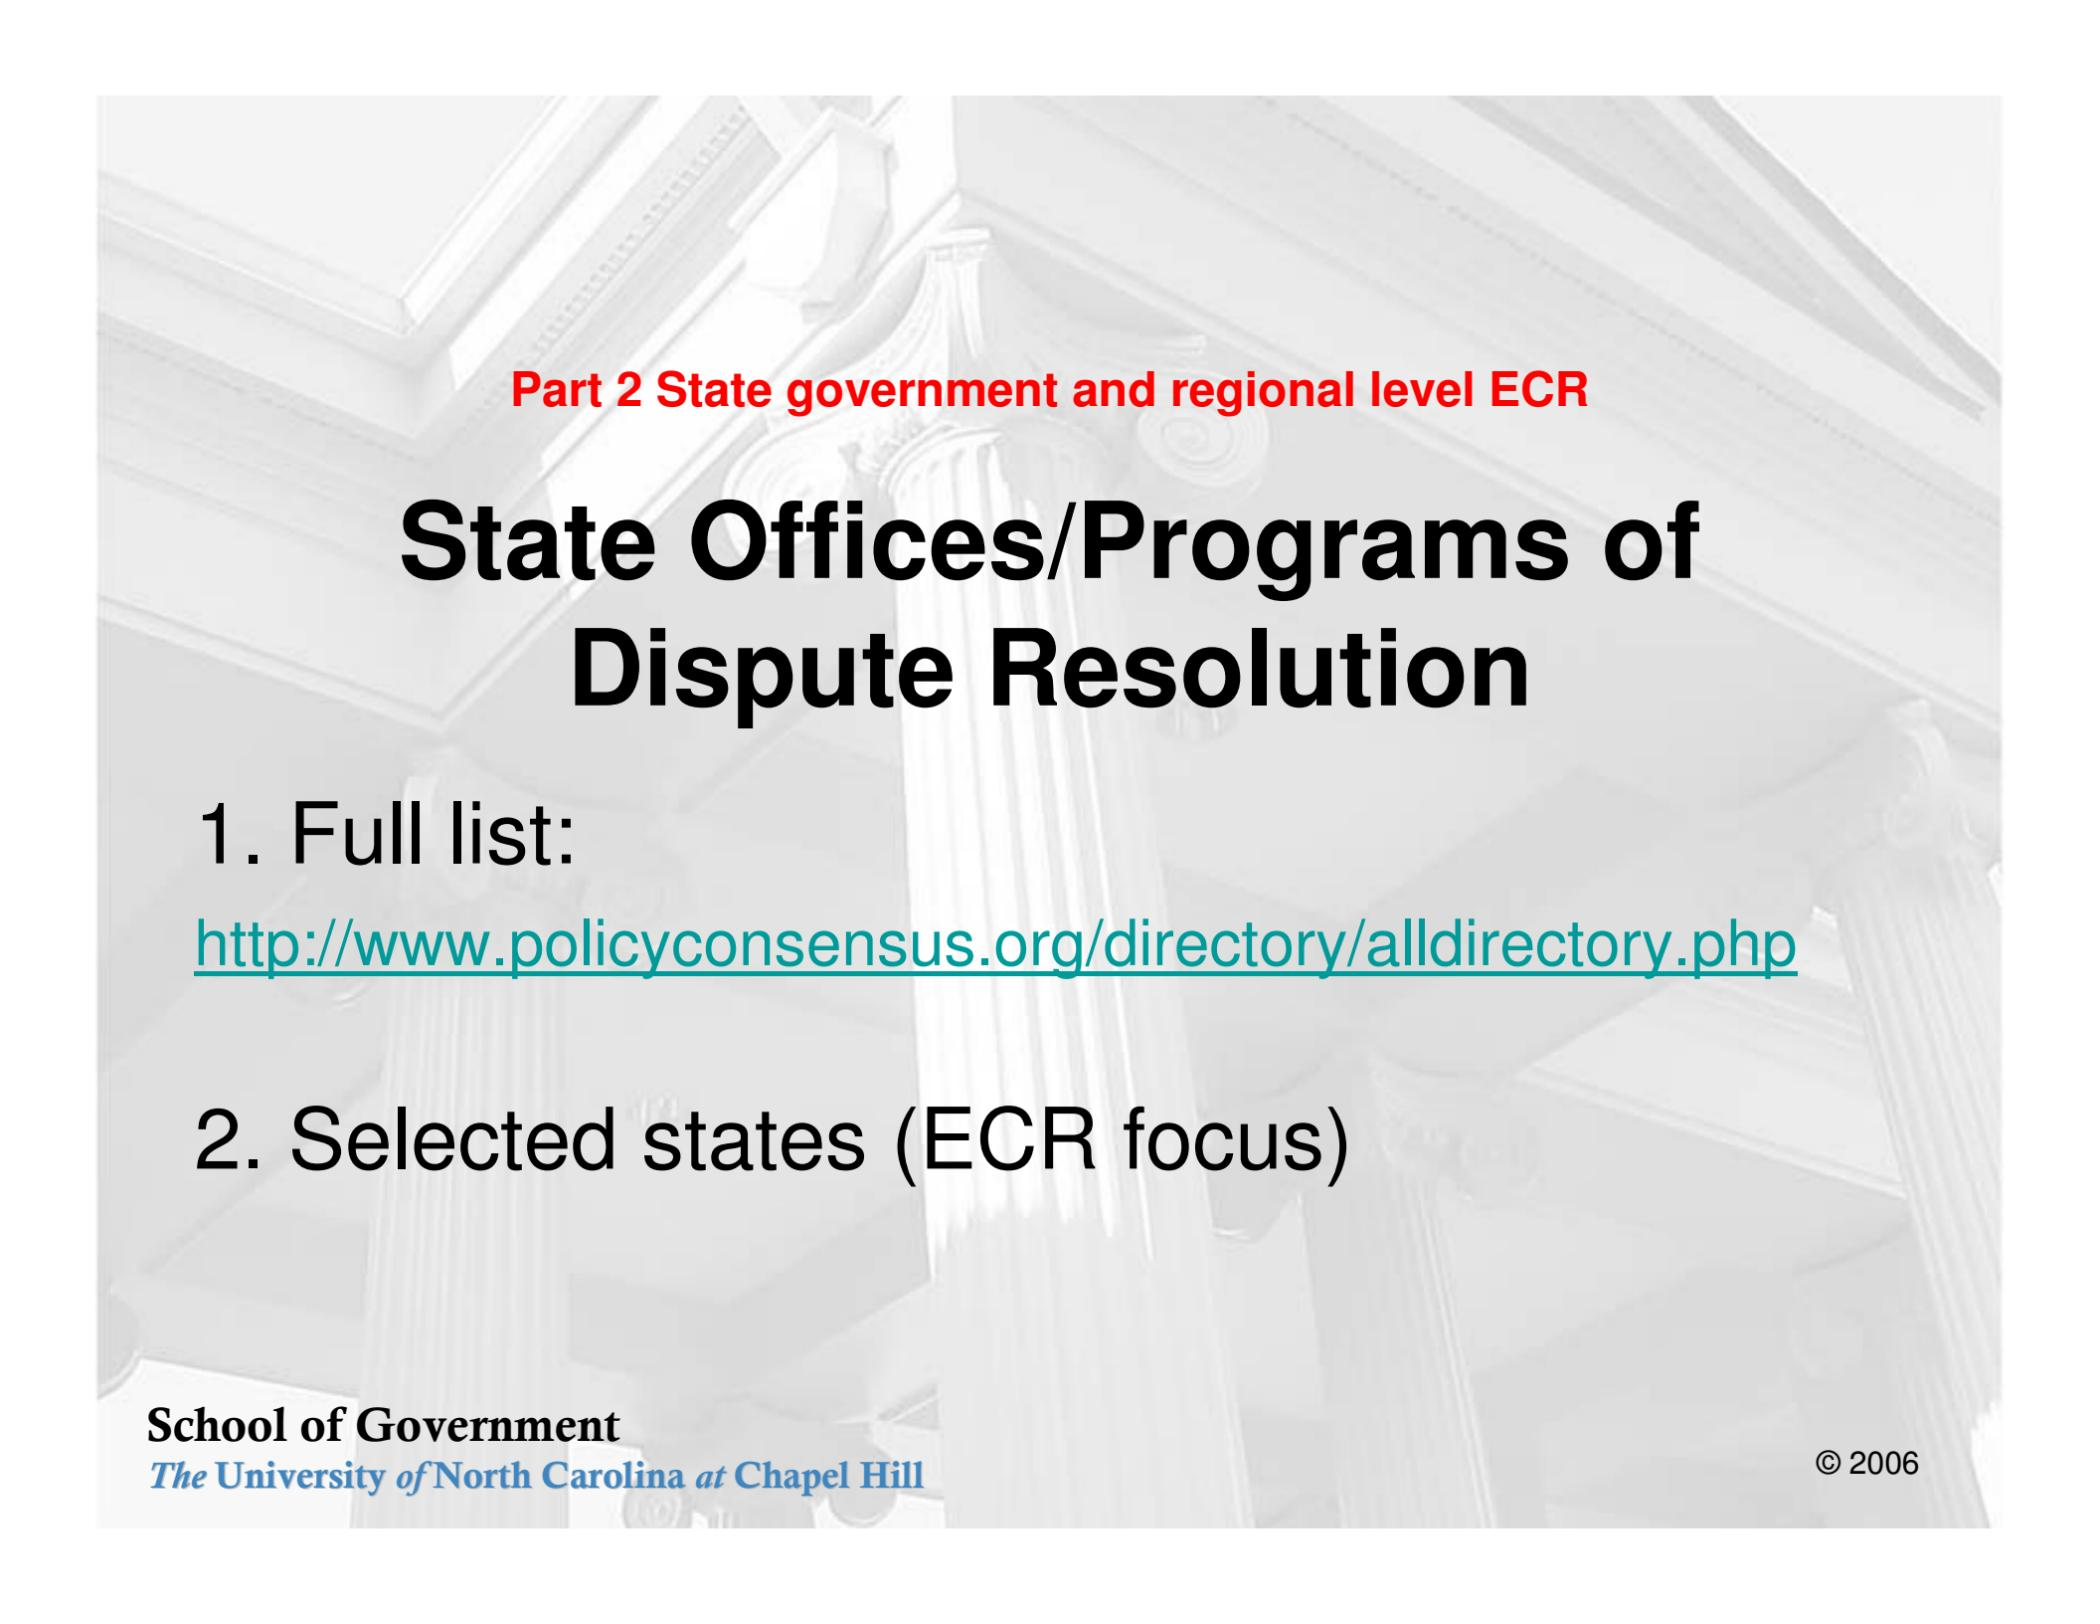 Part 2 State government and regional level ECR
State Offices/Programs of
Dispute Resolution
1. Full list:
http://www.policyconsensus.org/directory/alldirectory.php
2. Selected states (ECR focus)
School of Government
The University of North Carolina at Chapel Hill
© 2006